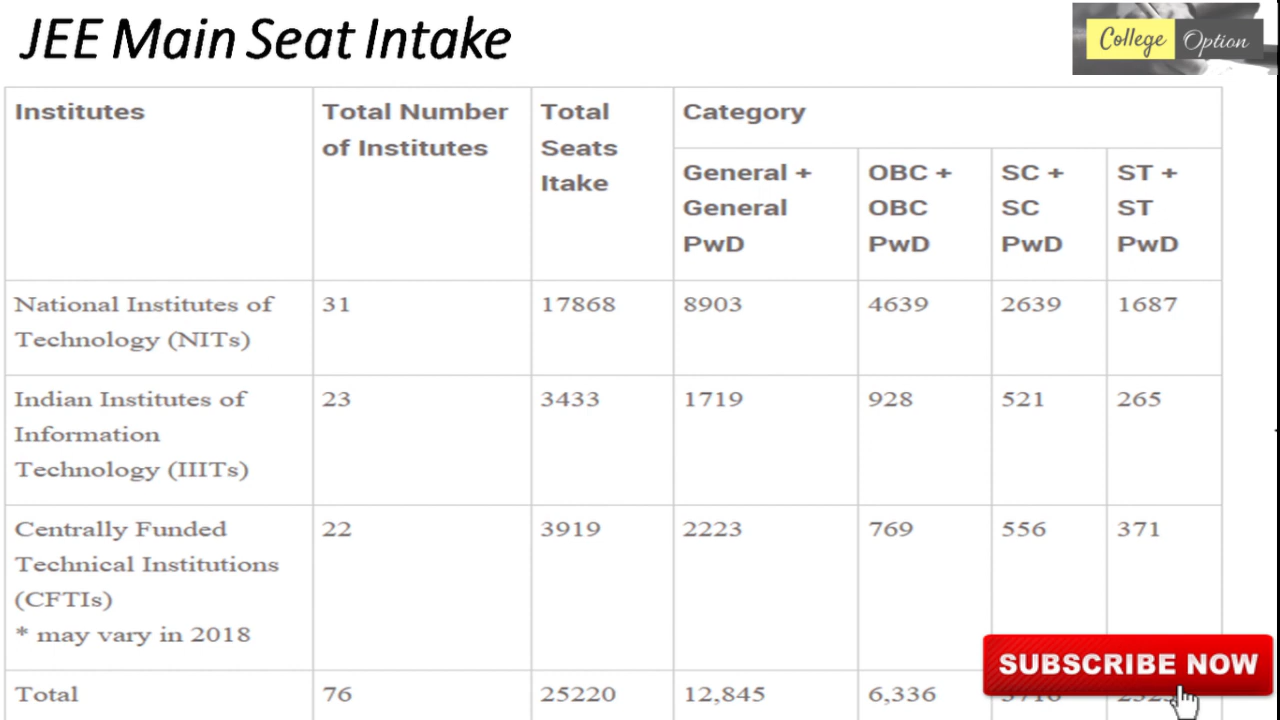 JEE Main Seat Intake
College Option
Institutes
Total Number
of Institutes
Total
Seats
Itake
Category
General +
General
PwD
OBC +
OBC
PwD
SC +
SC
PwD
ST +
ST
PwD
National Institutes of
Technology (NITs)
31
17868
8903
4639
2639
1687
Indian Institutes of
Information
Technology (IIITs)
23
3433
1719
928
521
265
Centrally Funded
Technical Institutions
(CFTIs)
* may vary in 2018
22
3919
2223
769
556
371
SUBSCRIBE NOW
Total
76
25220
12,845
6,336